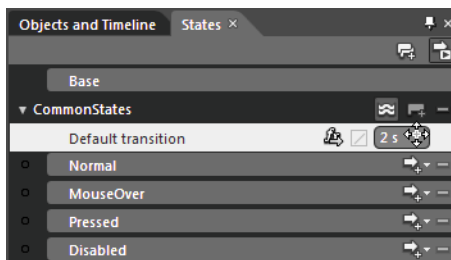 Objects and Timeline States ×
Base
CommonStates
Default transition 2 s
Normal
MouseOver
Pressed
Disabled